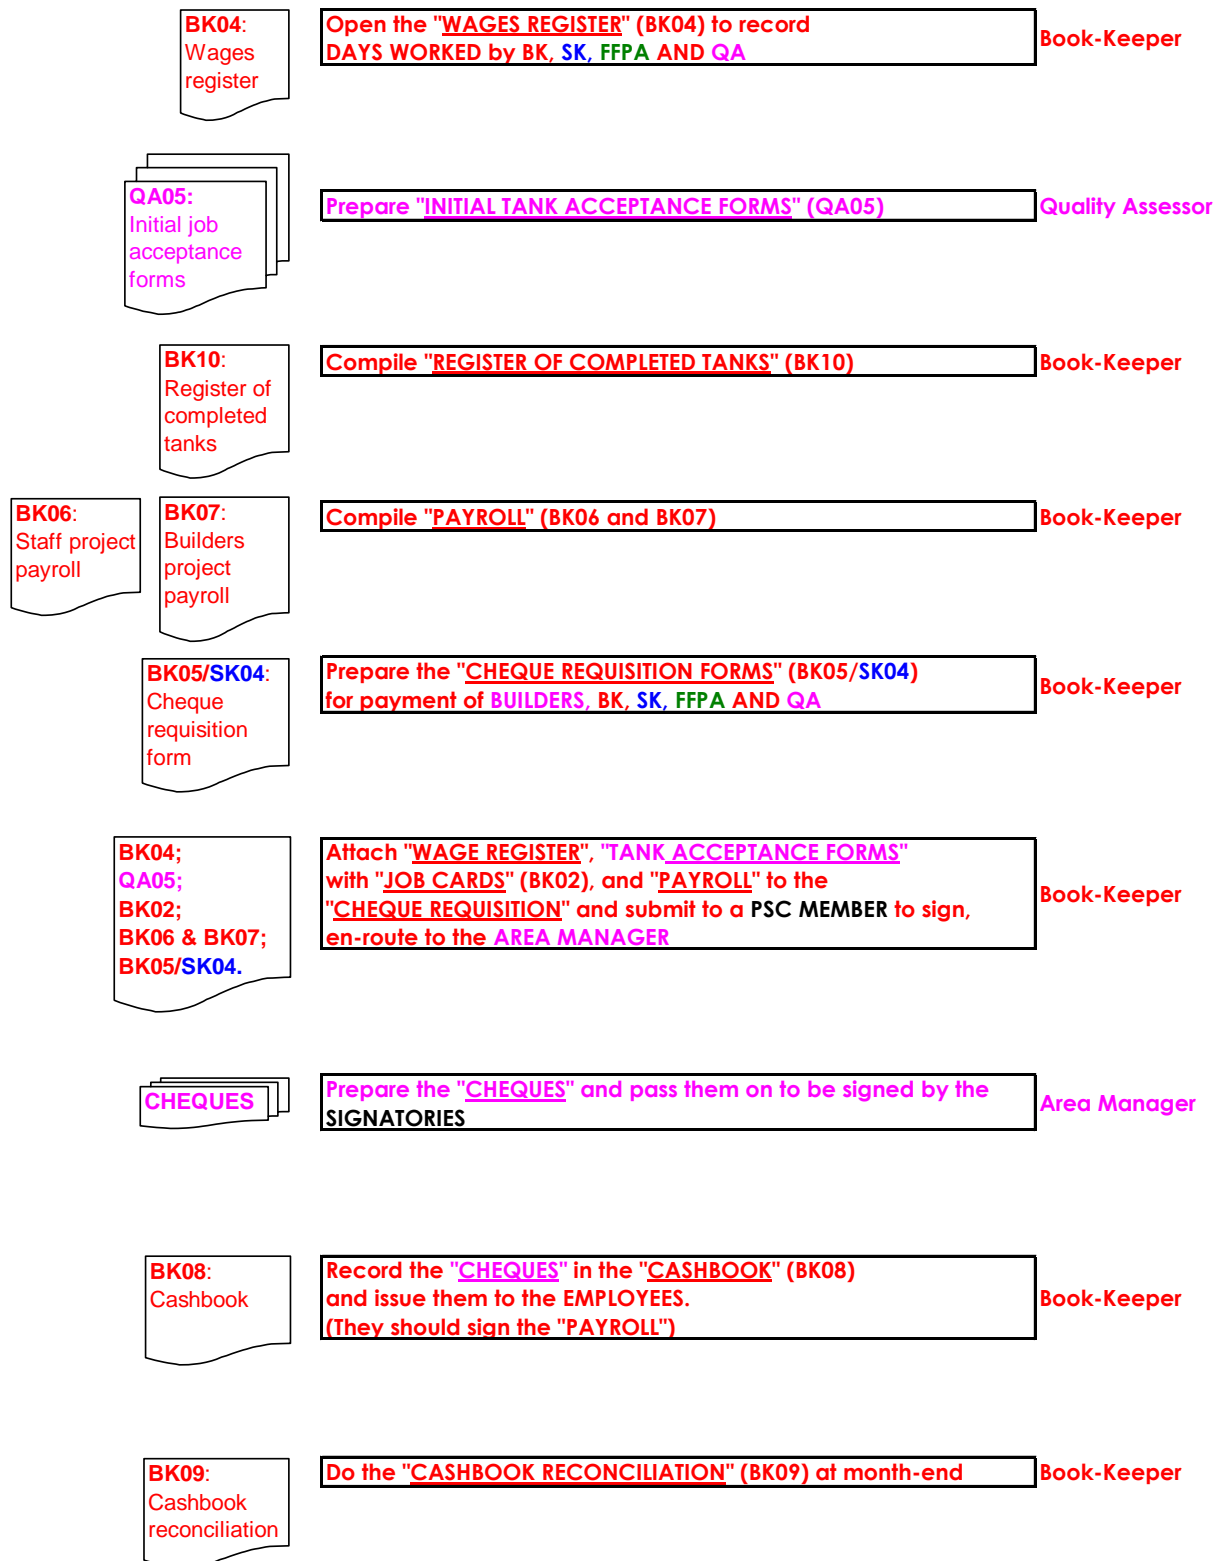 BK04:
Wages
register
Open the "WAGES REGISTER" (BK04) to record
DAYS WORKED by BK, SK, FFPA AND QA
Book-Keeper
QA05:
Initial job
acceptance
forms
Prepare "INITIAL TANK ACCEPTANCE FORMS" (QA05)
Quality Assessor
BK10:
Register of
completed
tanks
Compile "REGISTER OF COMPLETED TANKS" (BK10)
Book-Keeper
BK06:
Staff project
payroll
BK07:
Builders
project
payroll
Compile "PAYROLL" (BK06 and BK07)
Book-Keeper
BK05/SK04:
Cheque
requisition
form
Prepare the "CHEQUE REQUISITION FORMS" (BK05/SK04)
for payment of BUILDERS, BK, SK, FFPA AND QA
Book-Keeper
BK04;
QA05;
BK02;
BK06 & BK07;
BK05/SK04.
Attach "WAGE REGISTER", "TANK ACCEPTANCE FORMS"
with "JOB CARDS" (BK02), and "PAYROLL" to the
"CHEQUE REQUISITION" and submit to a PSC MEMBER to sign,
en-route to the AREA MANAGER
Book-Keeper
CHEQUES
Prepare the "CHEQUES" and pass them on to be signed by the
SIGNATORIES
Area Manager
BK08:
Cashbook
Record the "CHEQUES" in the "CASHBOOK" (BK08)
and issue them to the EMPLOYEES.
(They should sign the "PAYROLL")
Book-Keeper
BK09:
Cashbook
reconciliation
Do the "CASHBOOK RECONCILIATION" (BK09) at month-end
Book-Keeper